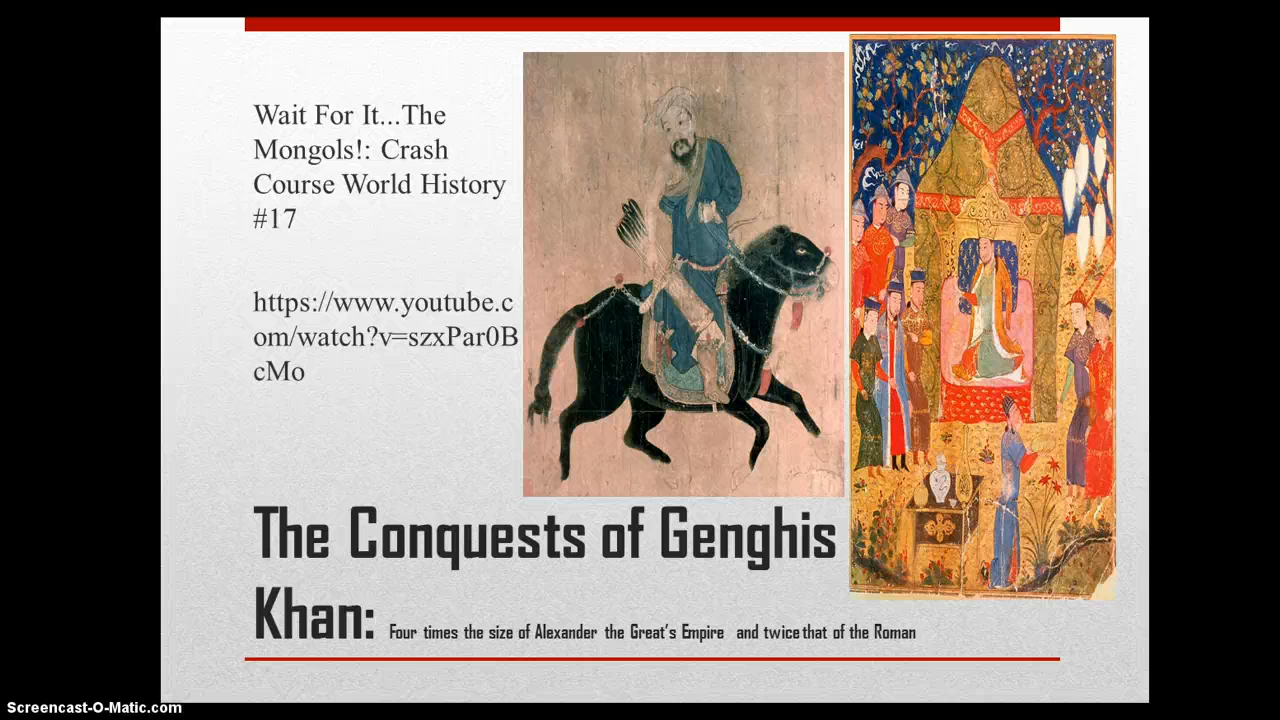 Wait For It...The
Mongols!: Crash
Course World History
#17
https://www.youtube.c
om/watch?v=szxPar0B
cMo
The Conquests of Genghis
Khan: Four times the size of Alexander the Great's Empire and twice that of the Roman
Screencast-O-Matic.com